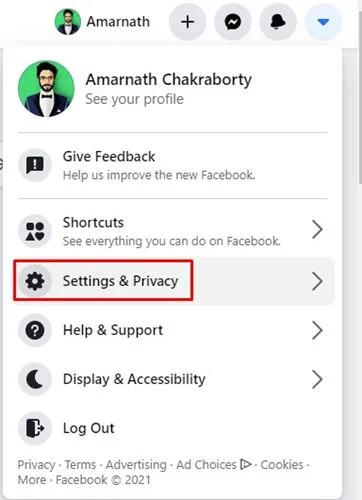 Amarnath
Amarnath Chakraborty
See your profile
Give Feedback
Help us improve the new Facebook.
Shortcuts
See everything you can do on Facebook.
Settings & Privacy
Help & Support
Display & Accessibility
Log Out
Privacy · Terms · Advertising · Ad Choices · Cookies ·
More · Facebook © 2021